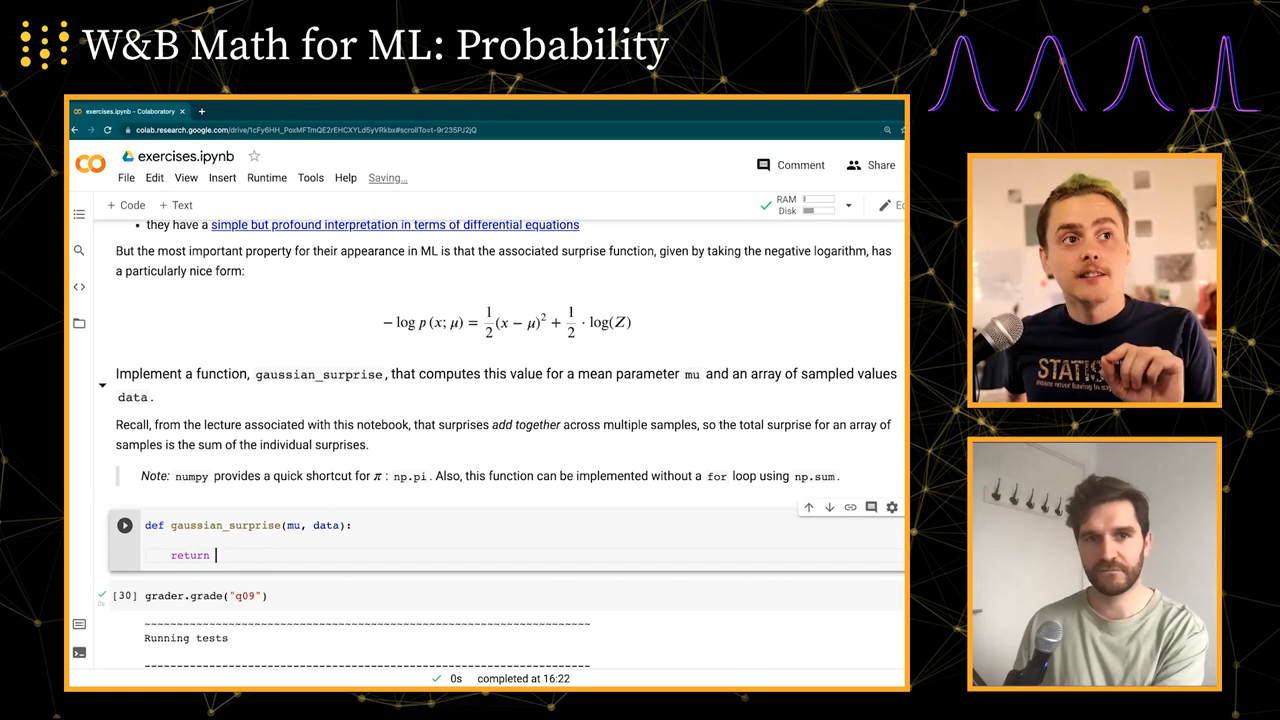 W&B Math for ML: Probability
exercises.ipynb - Colaboratory
colab.research.google.com/drive/1cFy6HH_PoxMFTmQE2rEHCXYLd5yVRkbx#scrollTo=t-9r235PJ2jQ
exercises.ipynb
Comment
Share
File Edit View Insert Runtime Tools Help Saving...
+ Code + Text
RAM
Disk
• they have a simple but profound interpretation in terms of differential equations
But the most important property for their appearance in ML is that the associated surprise function, given by taking the negative logarithm, has
a particularly nice form:
− log p (x; μ) = 1/2 (x − μ)² + 1/2 · log(Z)
Implement a function, gaussian_surprise, that computes this value for a mean parameter mu and an array of sampled values
data.
Recall, from the lecture associated with this notebook, that surprises add together across multiple samples, so the total surprise for an array of
samples is the sum of the individual surprises.
Note: numpy provides a quick shortcut for π: np.pi. Also, this function can be implemented without a for loop using np.sum.
def gaussian_surprise(mu, data):
return
[30] grader.grade("q09")
0s
~~~~~~~~~~~~~~~~~~~~~~~~~~~~~~~~~~~~~~~~~~~~~~~~~~~~~~~~~~~~~~~~~~~~~
Running tests
---------------------------------------------------------------------
0s completed at 16:22